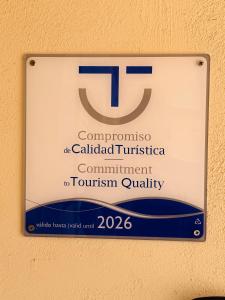 Compromiso
de Calidad Turística
Commitment
to Tourism Quality
válido hasta / valid until 2026